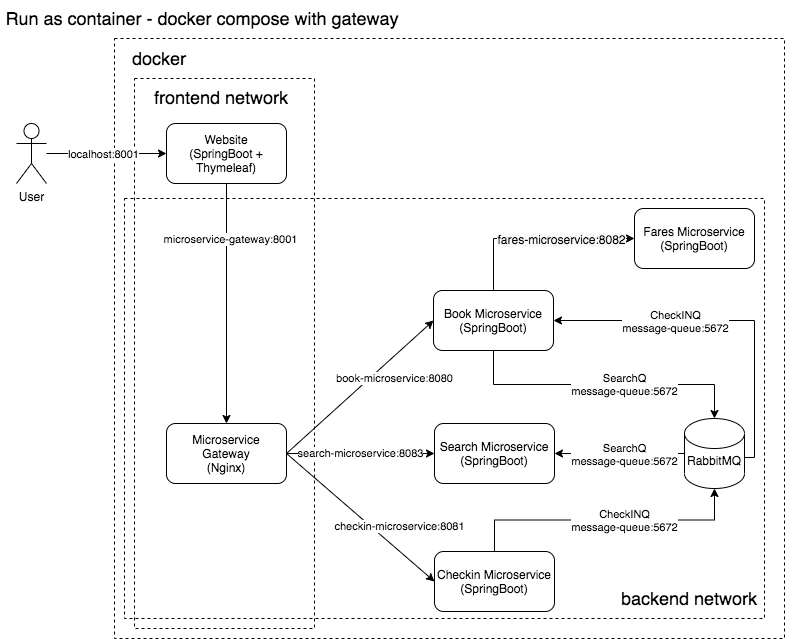 Run as container - docker compose with gateway
docker
frontend network
Website
(SpringBoot +
Thymeleaf)
localhost:8001
User
microservice-gateway:8001
Fares Microservice
(SpringBoot)
fares-microservice:8082
Book Microservice
(SpringBoot)
CheckINQ
message-queue:5672
book-microservice:8080
SearchQ
message-queue:5672
Microservice
Gateway
(Nginx)
search-microservice:8083
Search Microservice
(SpringBoot)
SearchQ
message-queue:5672
RabbitMQ
checkin-microservice:8081
CheckINQ
message-queue:5672
Checkin Microservice
(SpringBoot)
backend network